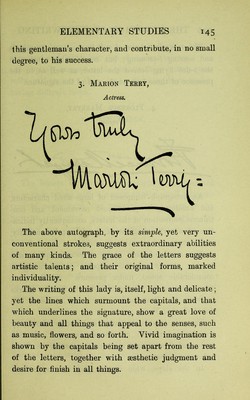 ELEMENTARY STUDIES 145
this gentleman's character, and contribute, in no small
degree, to his success.
3. MARION TERRY,
Actress.
Yours truly
Marion Terry=
The above autograph, by its simple, yet very un-
conventional strokes, suggests extraordinary abilities
of many kinds. The grace of the letters suggests
artistic talents; and their original forms, marked
individuality.
The writing of this lady is, itself, light and delicate;
yet the lines which surmount the capitals, and that
which underlines the signature, show a great love of
beauty and all things that appeal to the senses, such
as music, flowers, and so forth. Vivid imagination is
shown by the capitals being set apart from the rest
of the letters, together with æsthetic judgment and
desire for finish in all things.